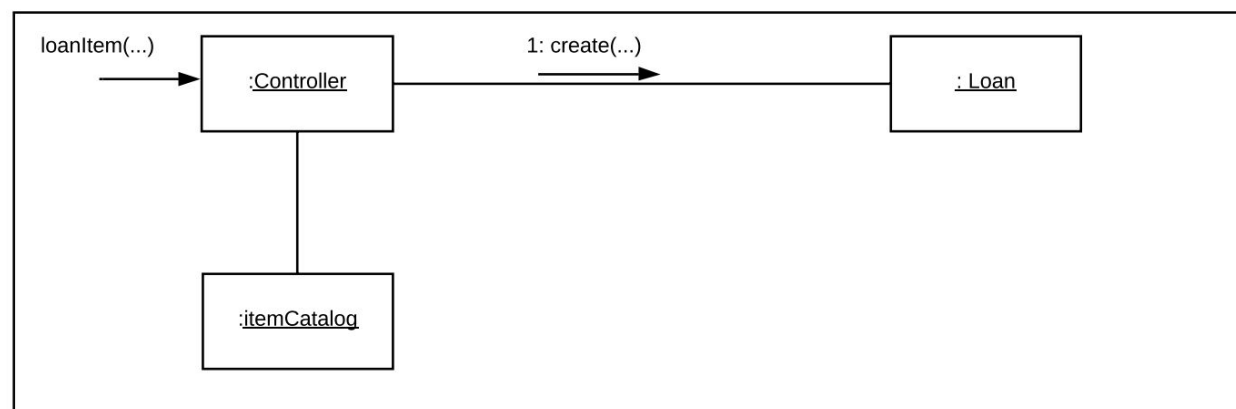 loanItem(...)
1: create(...)
:Controller
: Loan
:itemCatalog